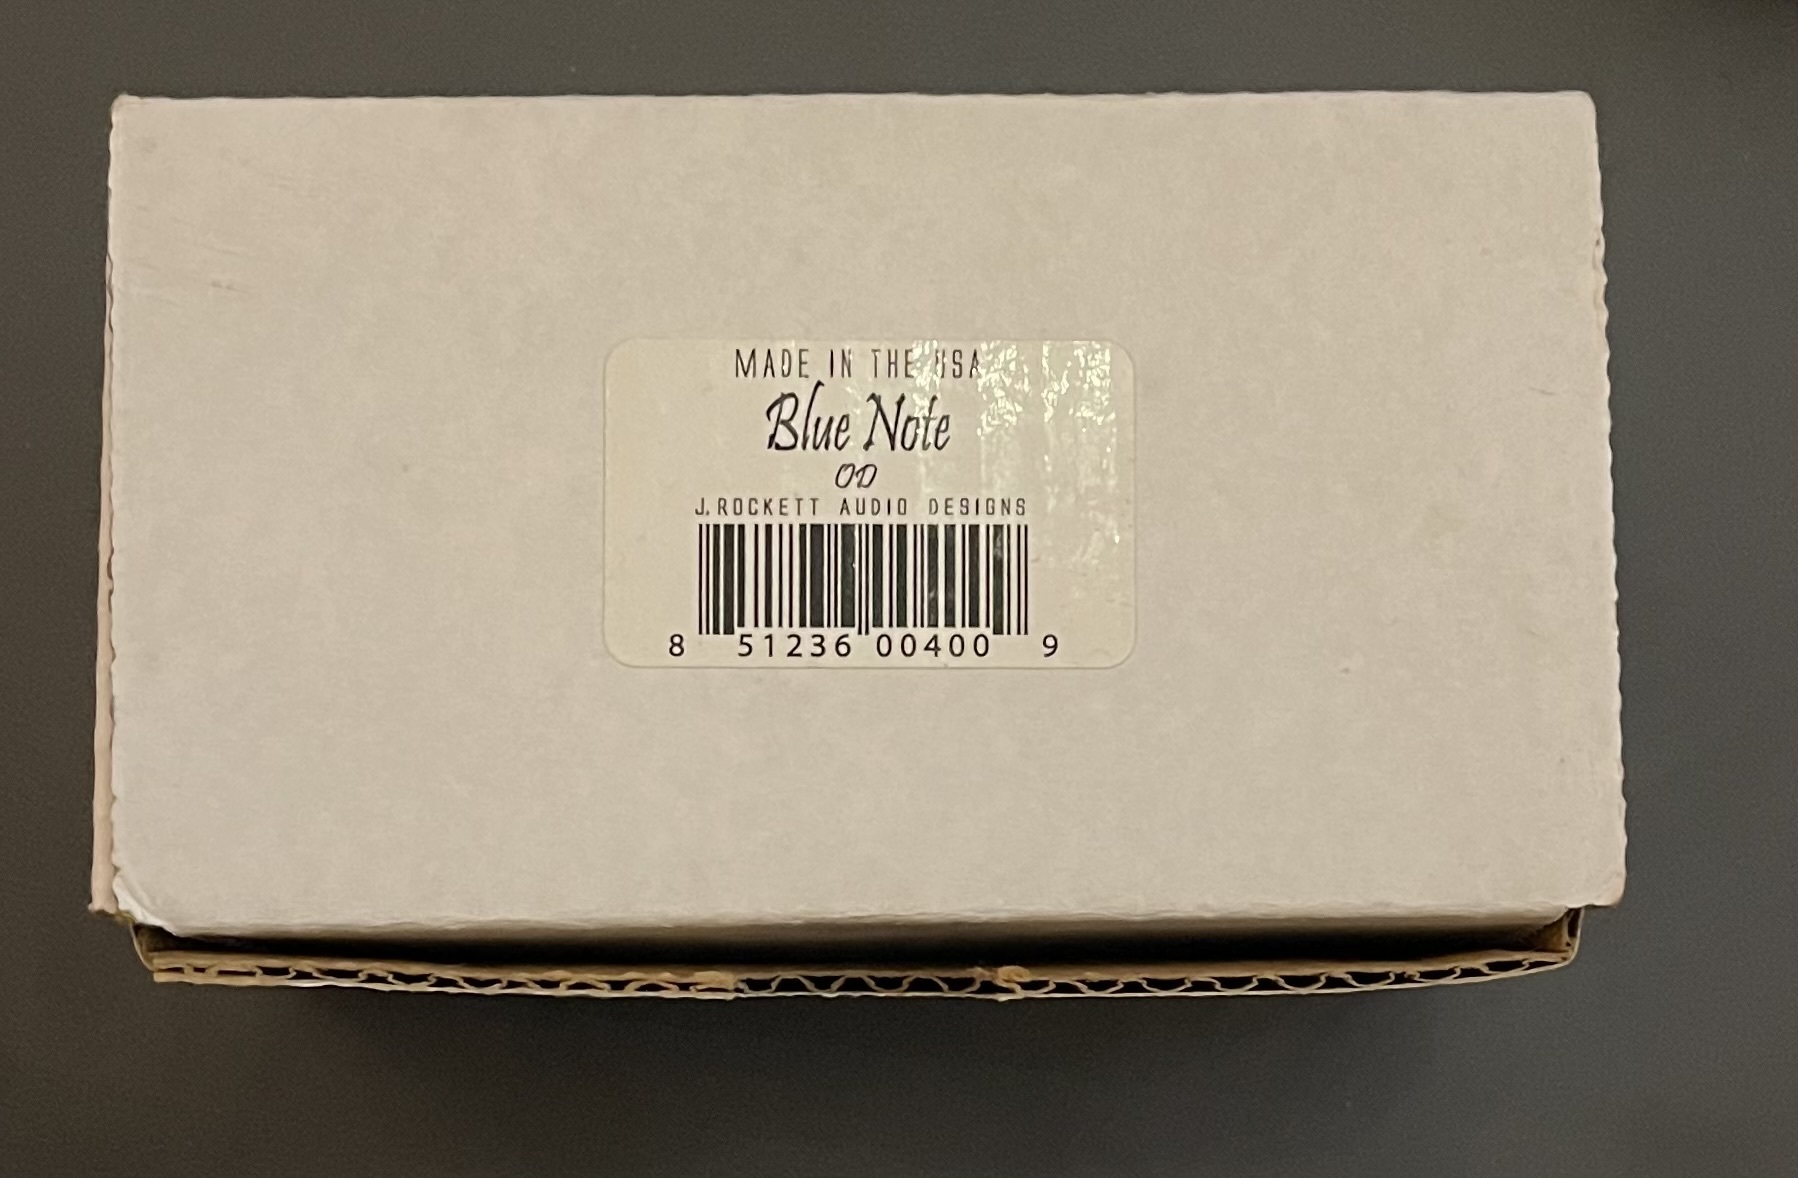 MADE IN THE USA
Blue Note
OD
J. ROCKETT AUDIO DESIGNS
8 51236 00400 9